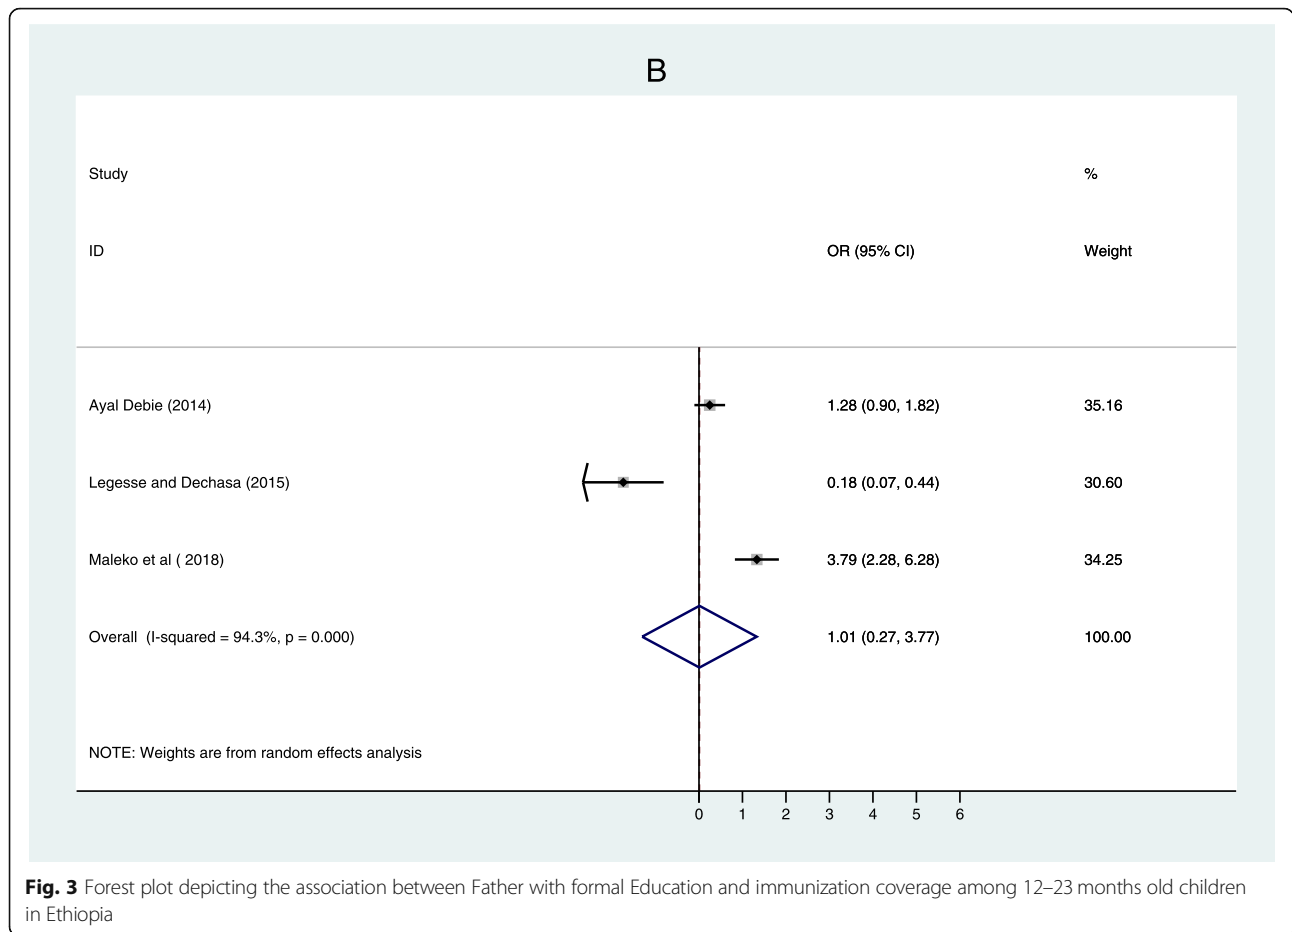 B
Study %
ID OR (95% CI) Weight
Ayal Debie (2014) 1.28 (0.90, 1.82) 35.16
Legesse and Dechasa (2015) 0.18 (0.07, 0.44) 30.60
Maleko et al ( 2018) 3.79 (2.28, 6.28) 34.25
Overall (I-squared = 94.3%, p = 0.000) 1.01 (0.27, 3.77) 100.00
NOTE: Weights are from random effects analysis
0 1 2 3 4 5 6
Fig. 3 Forest plot depicting the association between Father with formal Education and immunization coverage among 12–23 months old children
in Ethiopia